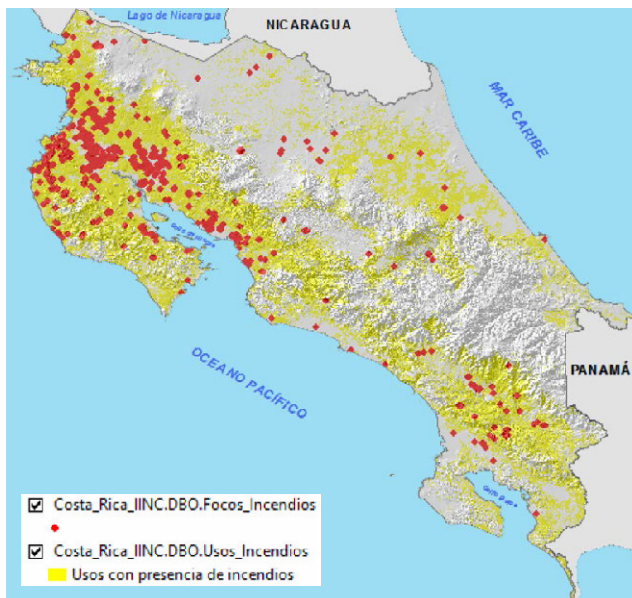 Lago de Nicaragua
NICARAGUA
MAR CARIBE
OCEANO PACÍFICO
PANAMÁ
Costa_Rica_IINC.DBO.Focos_Incendios
Costa_Rica_IINC.DBO.Usos_Incendios
Usos con presencia de incendios